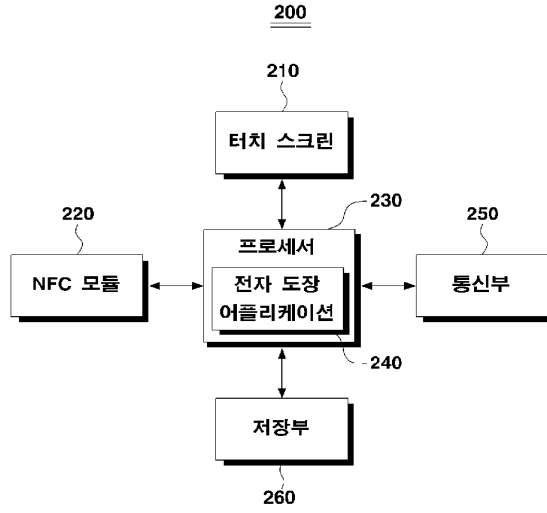 200
210
터치 스크린
220
230
250
프로세서
NFC 모듈
전자 도장
어플리케이션
통신부
240
저장부
260